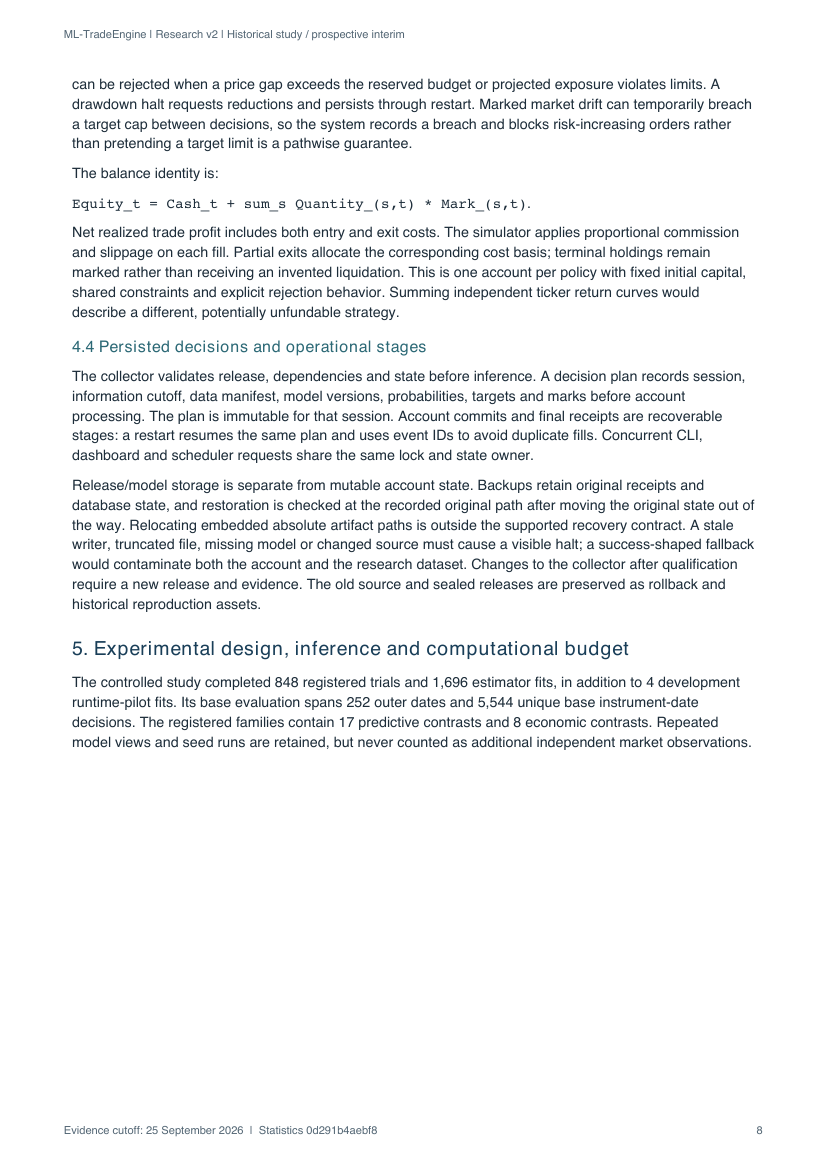 ML-TradeEngine | Research v2 | Historical study / prospective interim
can be rejected when a price gap exceeds the reserved budget or projected exposure violates limits. A
drawdown halt requests reductions and persists through restart. Marked market drift can temporarily breach
a target cap between decisions, so the system records a breach and blocks risk-increasing orders rather
than pretending a target limit is a pathwise guarantee.
The balance identity is:
Equity_t = Cash_t + sum_s Quantity_(s,t) * Mark_(s,t).
Net realized trade profit includes both entry and exit costs. The simulator applies proportional commission
and slippage on each fill. Partial exits allocate the corresponding cost basis; terminal holdings remain
marked rather than receiving an invented liquidation. This is one account per policy with fixed initial capital,
shared constraints and explicit rejection behavior. Summing independent ticker return curves would
describe a different, potentially unfundable strategy.
4.4 Persisted decisions and operational stages
The collector validates release, dependencies and state before inference. A decision plan records session,
information cutoff, data manifest, model versions, probabilities, targets and marks before account
processing. The plan is immutable for that session. Account commits and final receipts are recoverable
stages: a restart resumes the same plan and uses event IDs to avoid duplicate fills. Concurrent CLI,
dashboard and scheduler requests share the same lock and state owner.
Release/model storage is separate from mutable account state. Backups retain original receipts and
database state, and restoration is checked at the recorded original path after moving the original state out of
the way. Relocating embedded absolute artifact paths is outside the supported recovery contract. A stale
writer, truncated file, missing model or changed source must cause a visible halt; a success-shaped fallback
would contaminate both the account and the research dataset. Changes to the collector after qualification
require a new release and evidence. The old source and sealed releases are preserved as rollback and
historical reproduction assets.
5. Experimental design, inference and computational budget
The controlled study completed 848 registered trials and 1,696 estimator fits, in addition to 4 development
runtime-pilot fits. Its base evaluation spans 252 outer dates and 5,544 unique base instrument-date
decisions. The registered families contain 17 predictive contrasts and 8 economic contrasts. Repeated
model views and seed runs are retained, but never counted as additional independent market observations.
Evidence cutoff: 25 September 2026 | Statistics 0d291b4aebf8
8